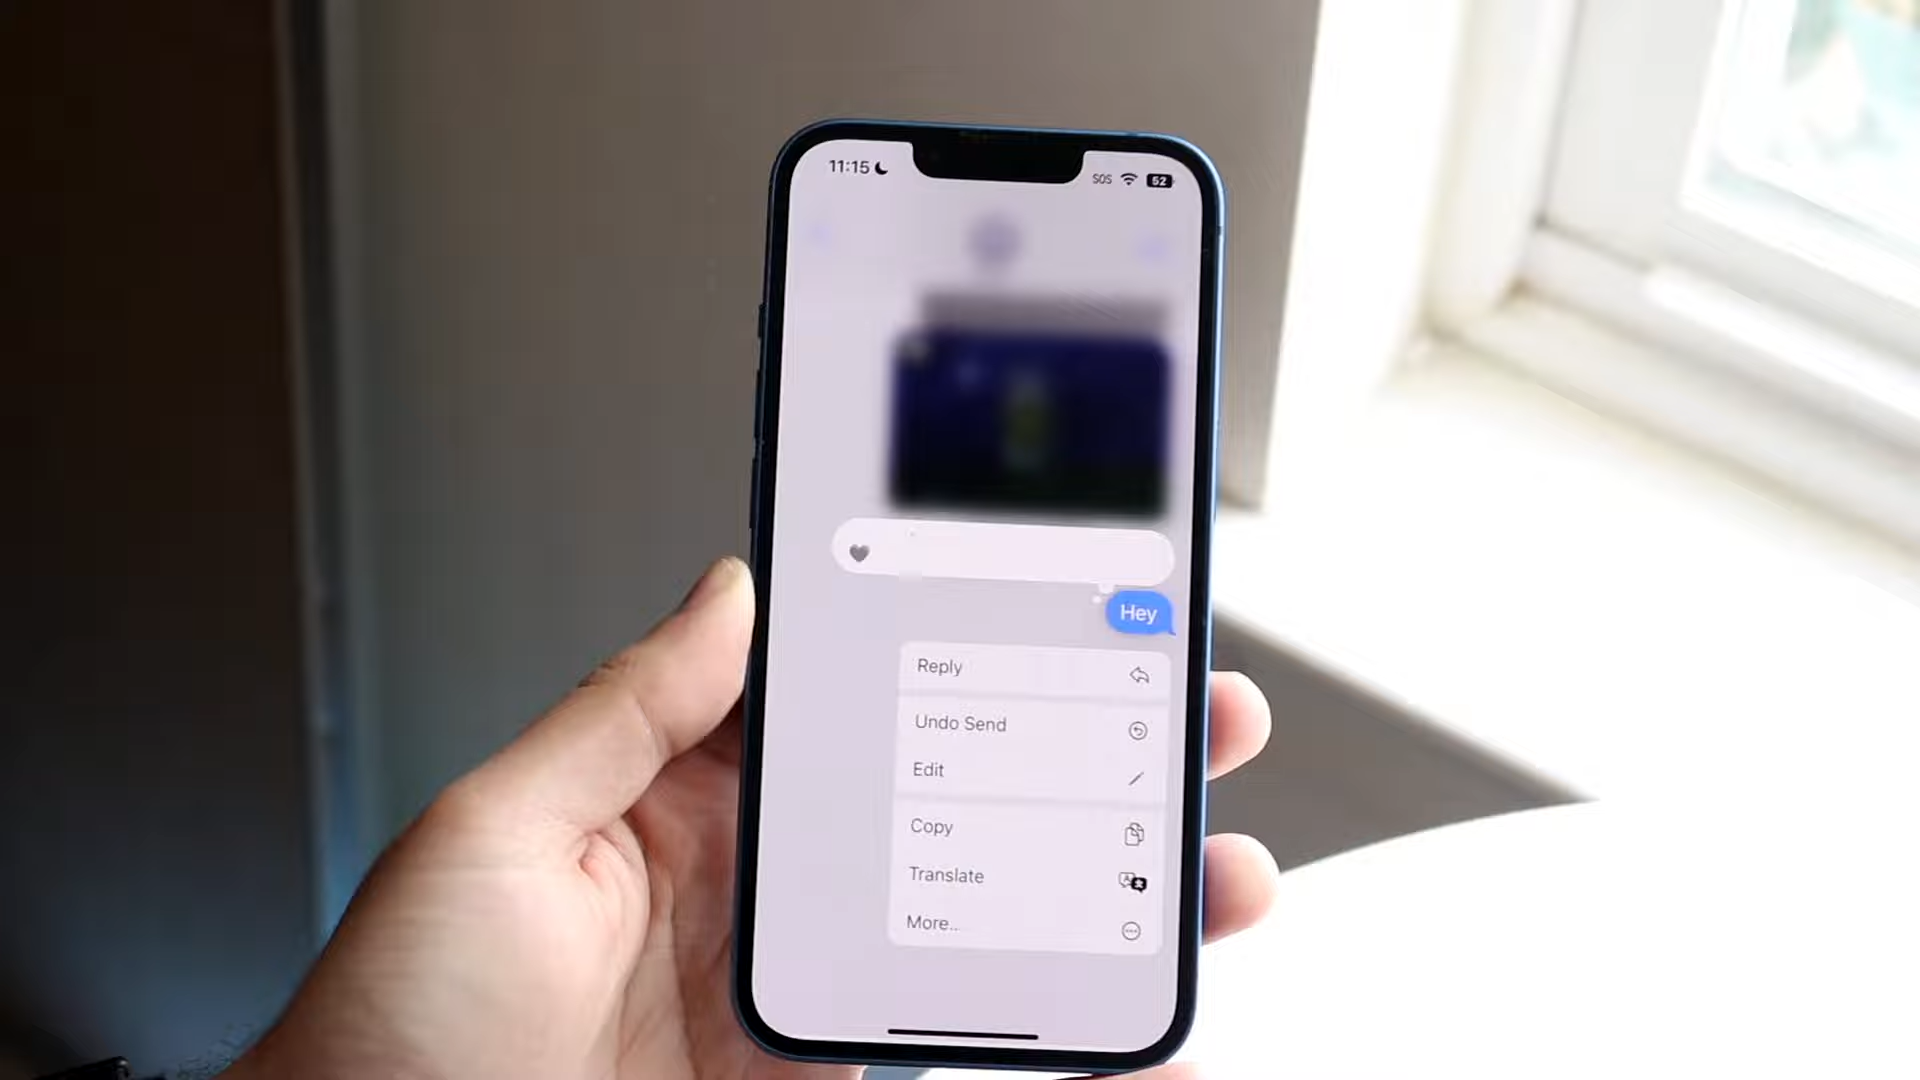 11:15
SOS 52
Hey
Reply
Undo Send
Edit
Copy
Translate
More...